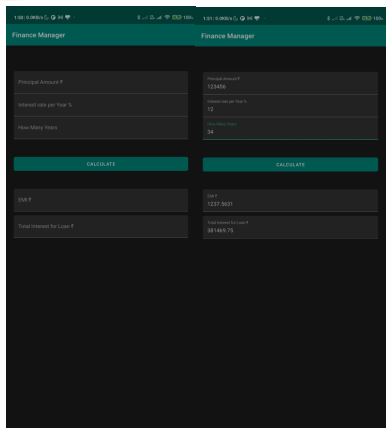 1:50 0.0KB/s
Finance Manager
Principal Amount ₹
Interest rate per Year %
How Many Years
CALCULATE
EMI ₹
Total Interest for Loan ₹
1:51 0.0KB/s
Finance Manager
Principal Amount ₹
123456
Interest rate per Year %
12
How Many Years
34
CALCULATE
EMI ₹
1237.5631
Total Interest for Loan ₹
381469.75